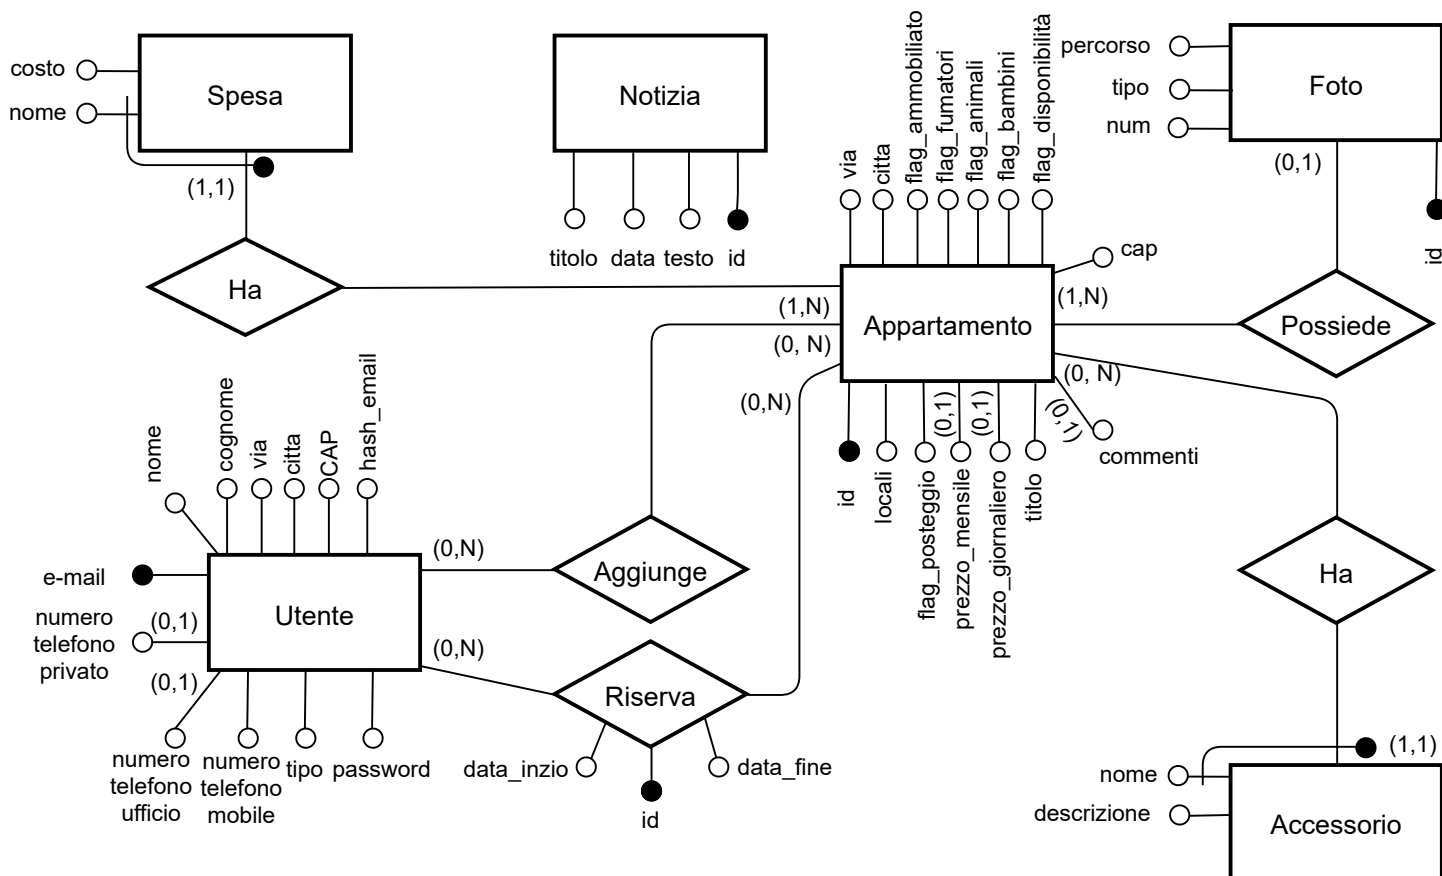 costo
nome
Spesa
(1,1)
Ha
Notizia
titolo
data
testo
id
via
citta
flag_ammobiliato
flag_fumatori
flag_animali
flag_bambini
flag_disponibilità
cap
percorso
tipo
num
Foto
(0,1)
id
Possiede
(1,N)
(1,N)
Appartamento
(0, N)
(0,N)
(0, N)
(0,1)
commenti
id
locali
flag_posteggio
(0,1)
prezzo_mensile
(0,1)
prezzo_giornaliero
titolo
nome
cognome
via
citta
CAP
hash_email
e-mail
numero
telefono
privato
(0,1)
Utente
(0,N)
Aggiunge
(0,N)
(0,1)
numero
telefono
ufficio
numero
telefono
mobile
tipo
password
Riserva
data_inzio
id
data_fine
Ha
(1,1)
nome
descrizione
Accessorio